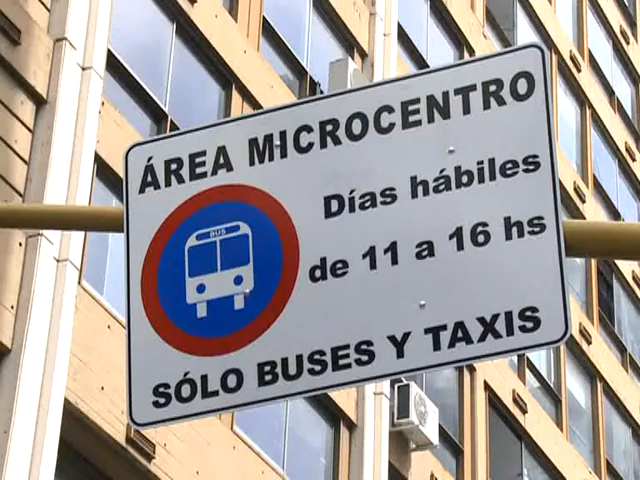 ÁREA MICROCENTRO
Días hábiles
de 11 a 16 hs
BUS
SÓLO BUSES Y TAXIS